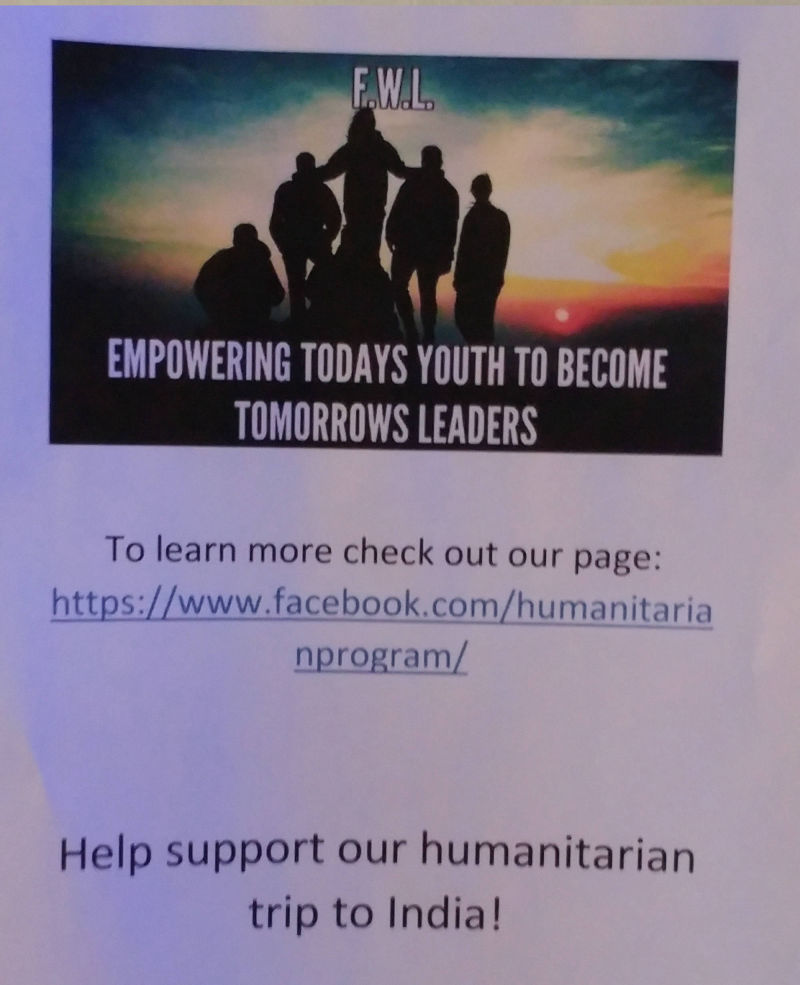 F.W.L.
EMPOWERING TODAYS YOUTH TO BECOME
TOMORROWS LEADERS
To learn more check out our page:
https://www.facebook.com/humanitaria
nprogram/
Help support our humanitarian
trip to India!